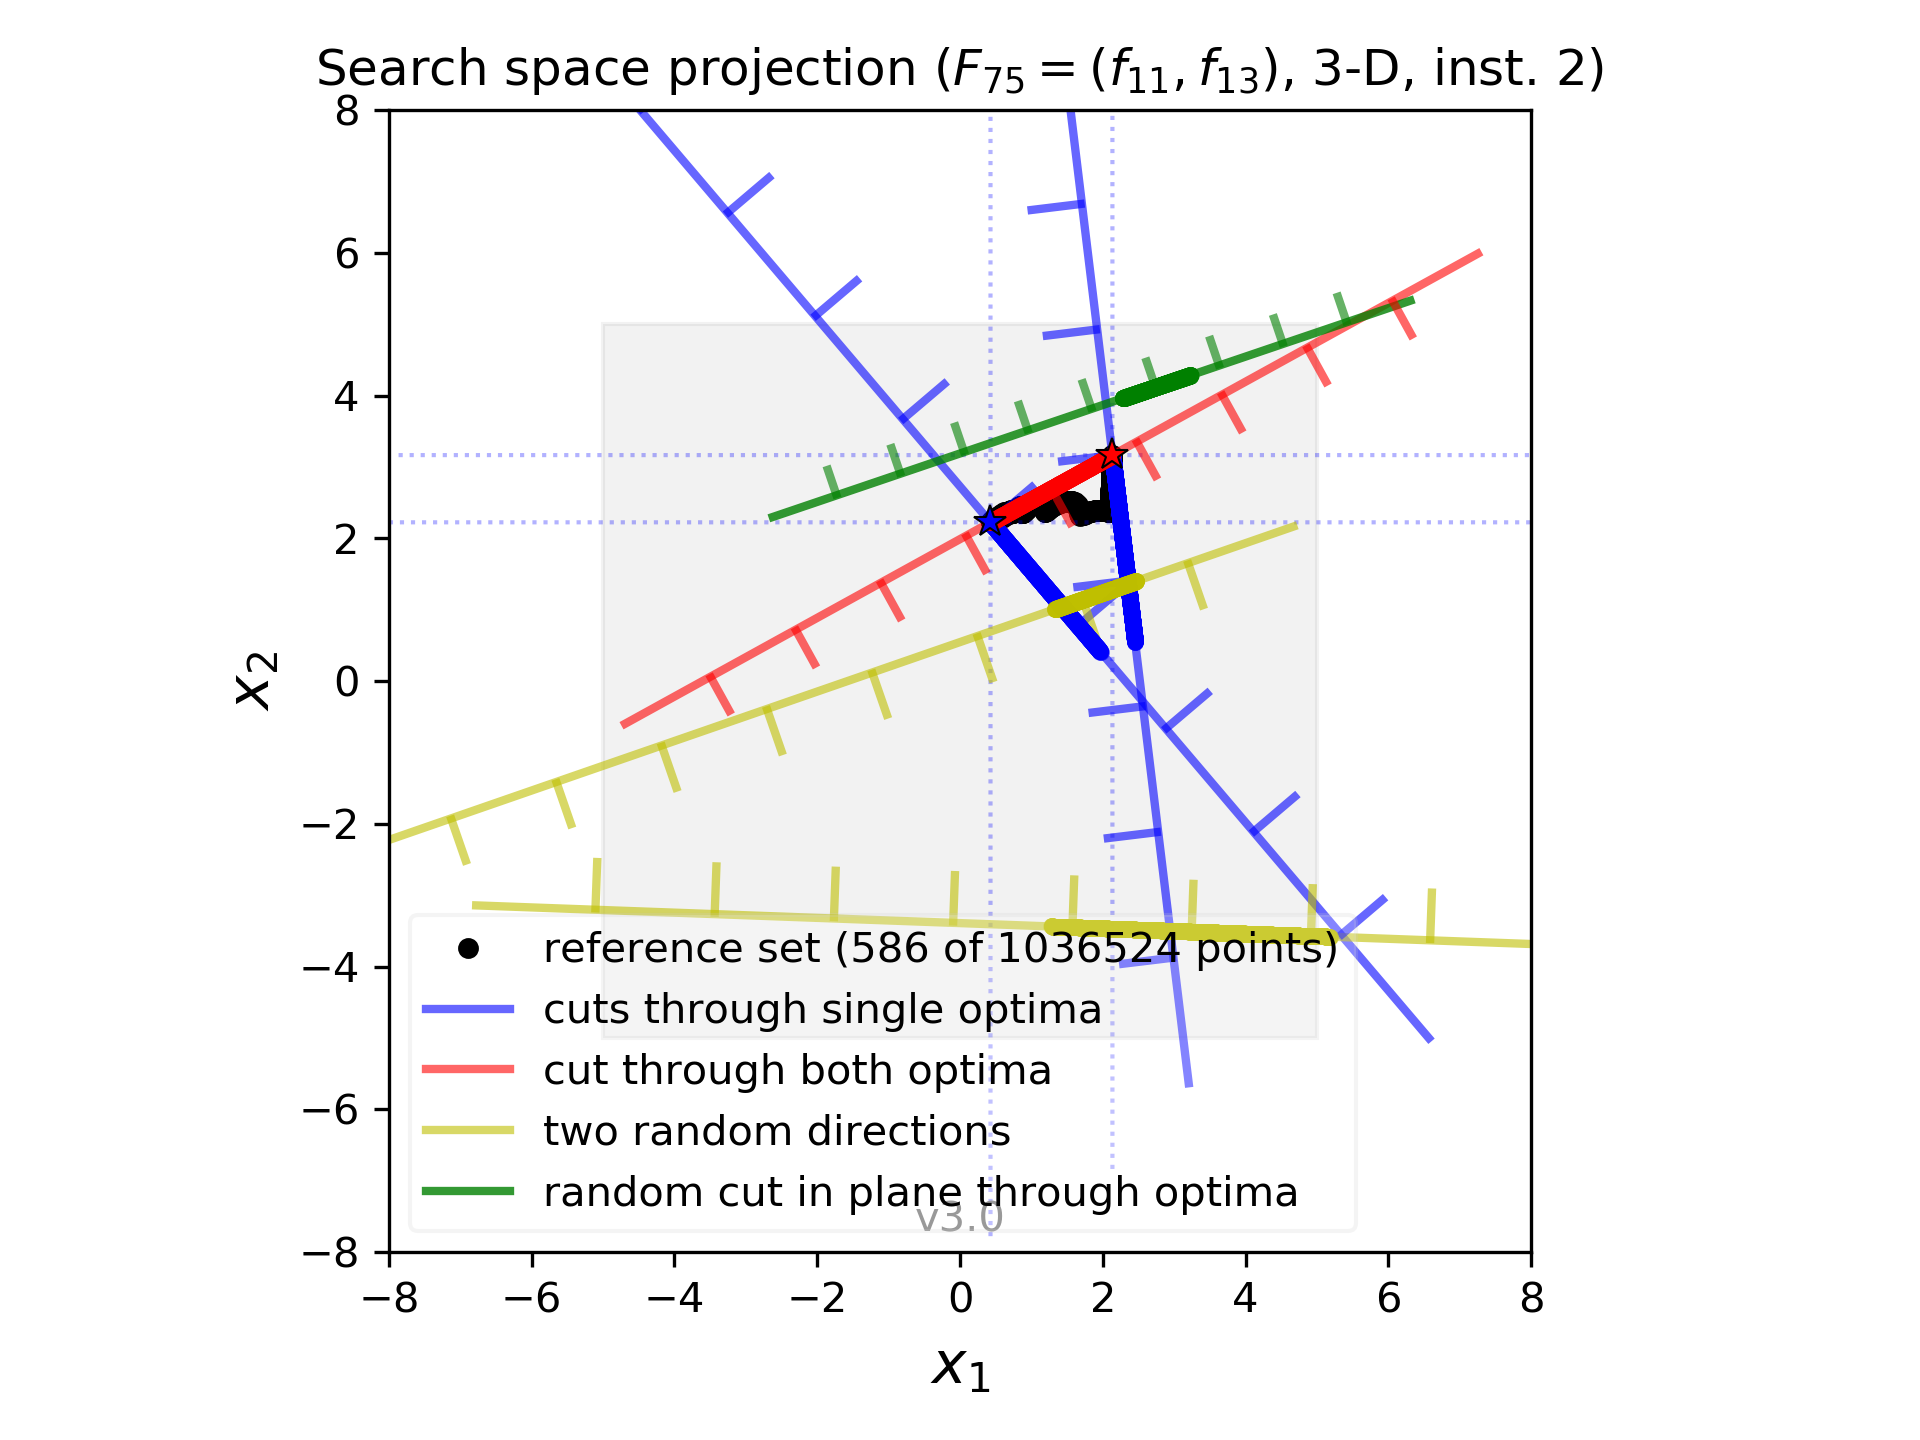 Search space projection (F₇₅ = (f₁₁, f₁₃), 3-D, inst. 2)
8
6
4
2
0
−2
−4
−6
−8
x₂
reference set (586 of 1036524 points)
cuts through single optima
cut through both optima
two random directions
random cut in plane through optima
v3.0
−8 −6 −4 −2 0 2 4 6 8
x₁